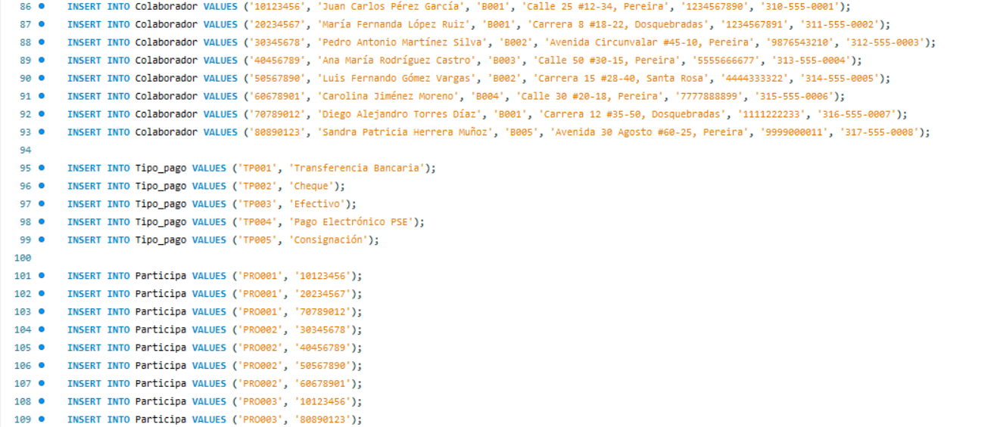 86 INSERT INTO Colaborador VALUES ('10123456', 'Juan Carlos Pérez García', 'B001', 'Calle 25 #12-34, Pereira', '1234567890', '310-555-0001');
87 INSERT INTO Colaborador VALUES ('20234567', 'María Fernanda López Ruiz', 'B001', 'Carrera 8 #18-22, Dosquebradas', '1234567891', '311-555-0002');
88 INSERT INTO Colaborador VALUES ('30345678', 'Pedro Antonio Martínez Silva', 'B002', 'Avenida Circunvalar #45-10, Pereira', '9876543210', '312-555-0003');
89 INSERT INTO Colaborador VALUES ('40456789', 'Ana María Rodríguez Castro', 'B003', 'Calle 50 #30-15, Pereira', '5555666677', '313-555-0004');
90 INSERT INTO Colaborador VALUES ('50567890', 'Luis Fernando Gómez Vargas', 'B002', 'Carrera 15 #28-40, Santa Rosa', '4444333322', '314-555-0005');
91 INSERT INTO Colaborador VALUES ('60678901', 'Carolina Jiménez Moreno', 'B004', 'Calle 30 #20-18, Pereira', '7777888899', '315-555-0006');
92 INSERT INTO Colaborador VALUES ('70789012', 'Diego Alejandro Torres Díaz', 'B001', 'Carrera 12 #35-50, Dosquebradas', '1111222233', '316-555-0007');
93 INSERT INTO Colaborador VALUES ('80890123', 'Sandra Patricia Herrera Muñoz', 'B005', 'Avenida 30 Agosto #60-25, Pereira', '9999000011', '317-555-0008');
94
95 INSERT INTO Tipo_pago VALUES ('TP001', 'Transferencia Bancaria');
96 INSERT INTO Tipo_pago VALUES ('TP002', 'Cheque');
97 INSERT INTO Tipo_pago VALUES ('TP003', 'Efectivo');
98 INSERT INTO Tipo_pago VALUES ('TP004', 'Pago Electrónico PSE');
99 INSERT INTO Tipo_pago VALUES ('TP005', 'Consignación');
100
101 INSERT INTO Participa VALUES ('PRO001', '10123456');
102 INSERT INTO Participa VALUES ('PRO001', '20234567');
103 INSERT INTO Participa VALUES ('PRO001', '70789012');
104 INSERT INTO Participa VALUES ('PRO002', '30345678');
105 INSERT INTO Participa VALUES ('PRO002', '40456789');
106 INSERT INTO Participa VALUES ('PRO002', '50567890');
107 INSERT INTO Participa VALUES ('PRO002', '60678901');
108 INSERT INTO Participa VALUES ('PRO003', '10123456');
109 INSERT INTO Participa VALUES ('PRO003', '80890123');